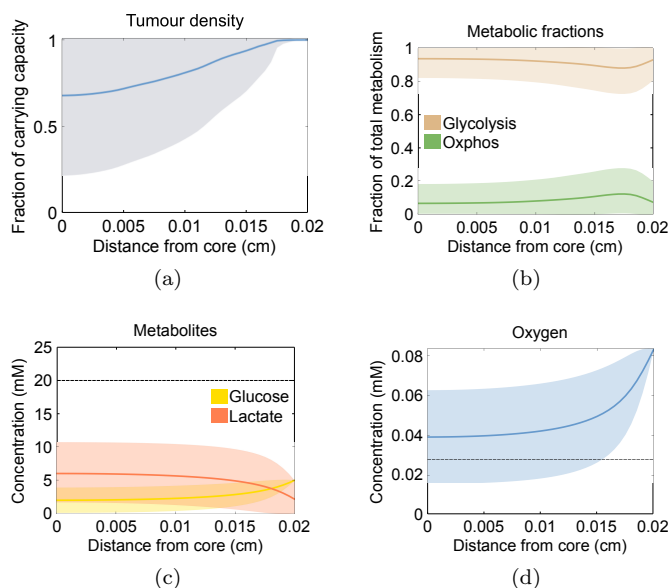 Tumour density
Fraction of carrying capacity
1
0.5
0
0
0.005
0.01
0.015
0.02
Distance from core (cm)
(a)
Metabolic fractions
Fraction of total metabolism
1
0.8
0.6
0.4
0.2
0
Glycolysis
Oxphos
0
0.005
0.01
0.015
0.02
Distance from core (cm)
(b)
Metabolites
Concentration (mM)
25
20
15
10
5
0
Glucose
Lactate
0
0.005
0.01
0.015
0.02
Distance from core (cm)
(c)
Oxygen
Concentration (mM)
0.08
0.06
0.04
0.02
0
0
0.005
0.01
0.015
0.02
Distance from core (cm)
(d)